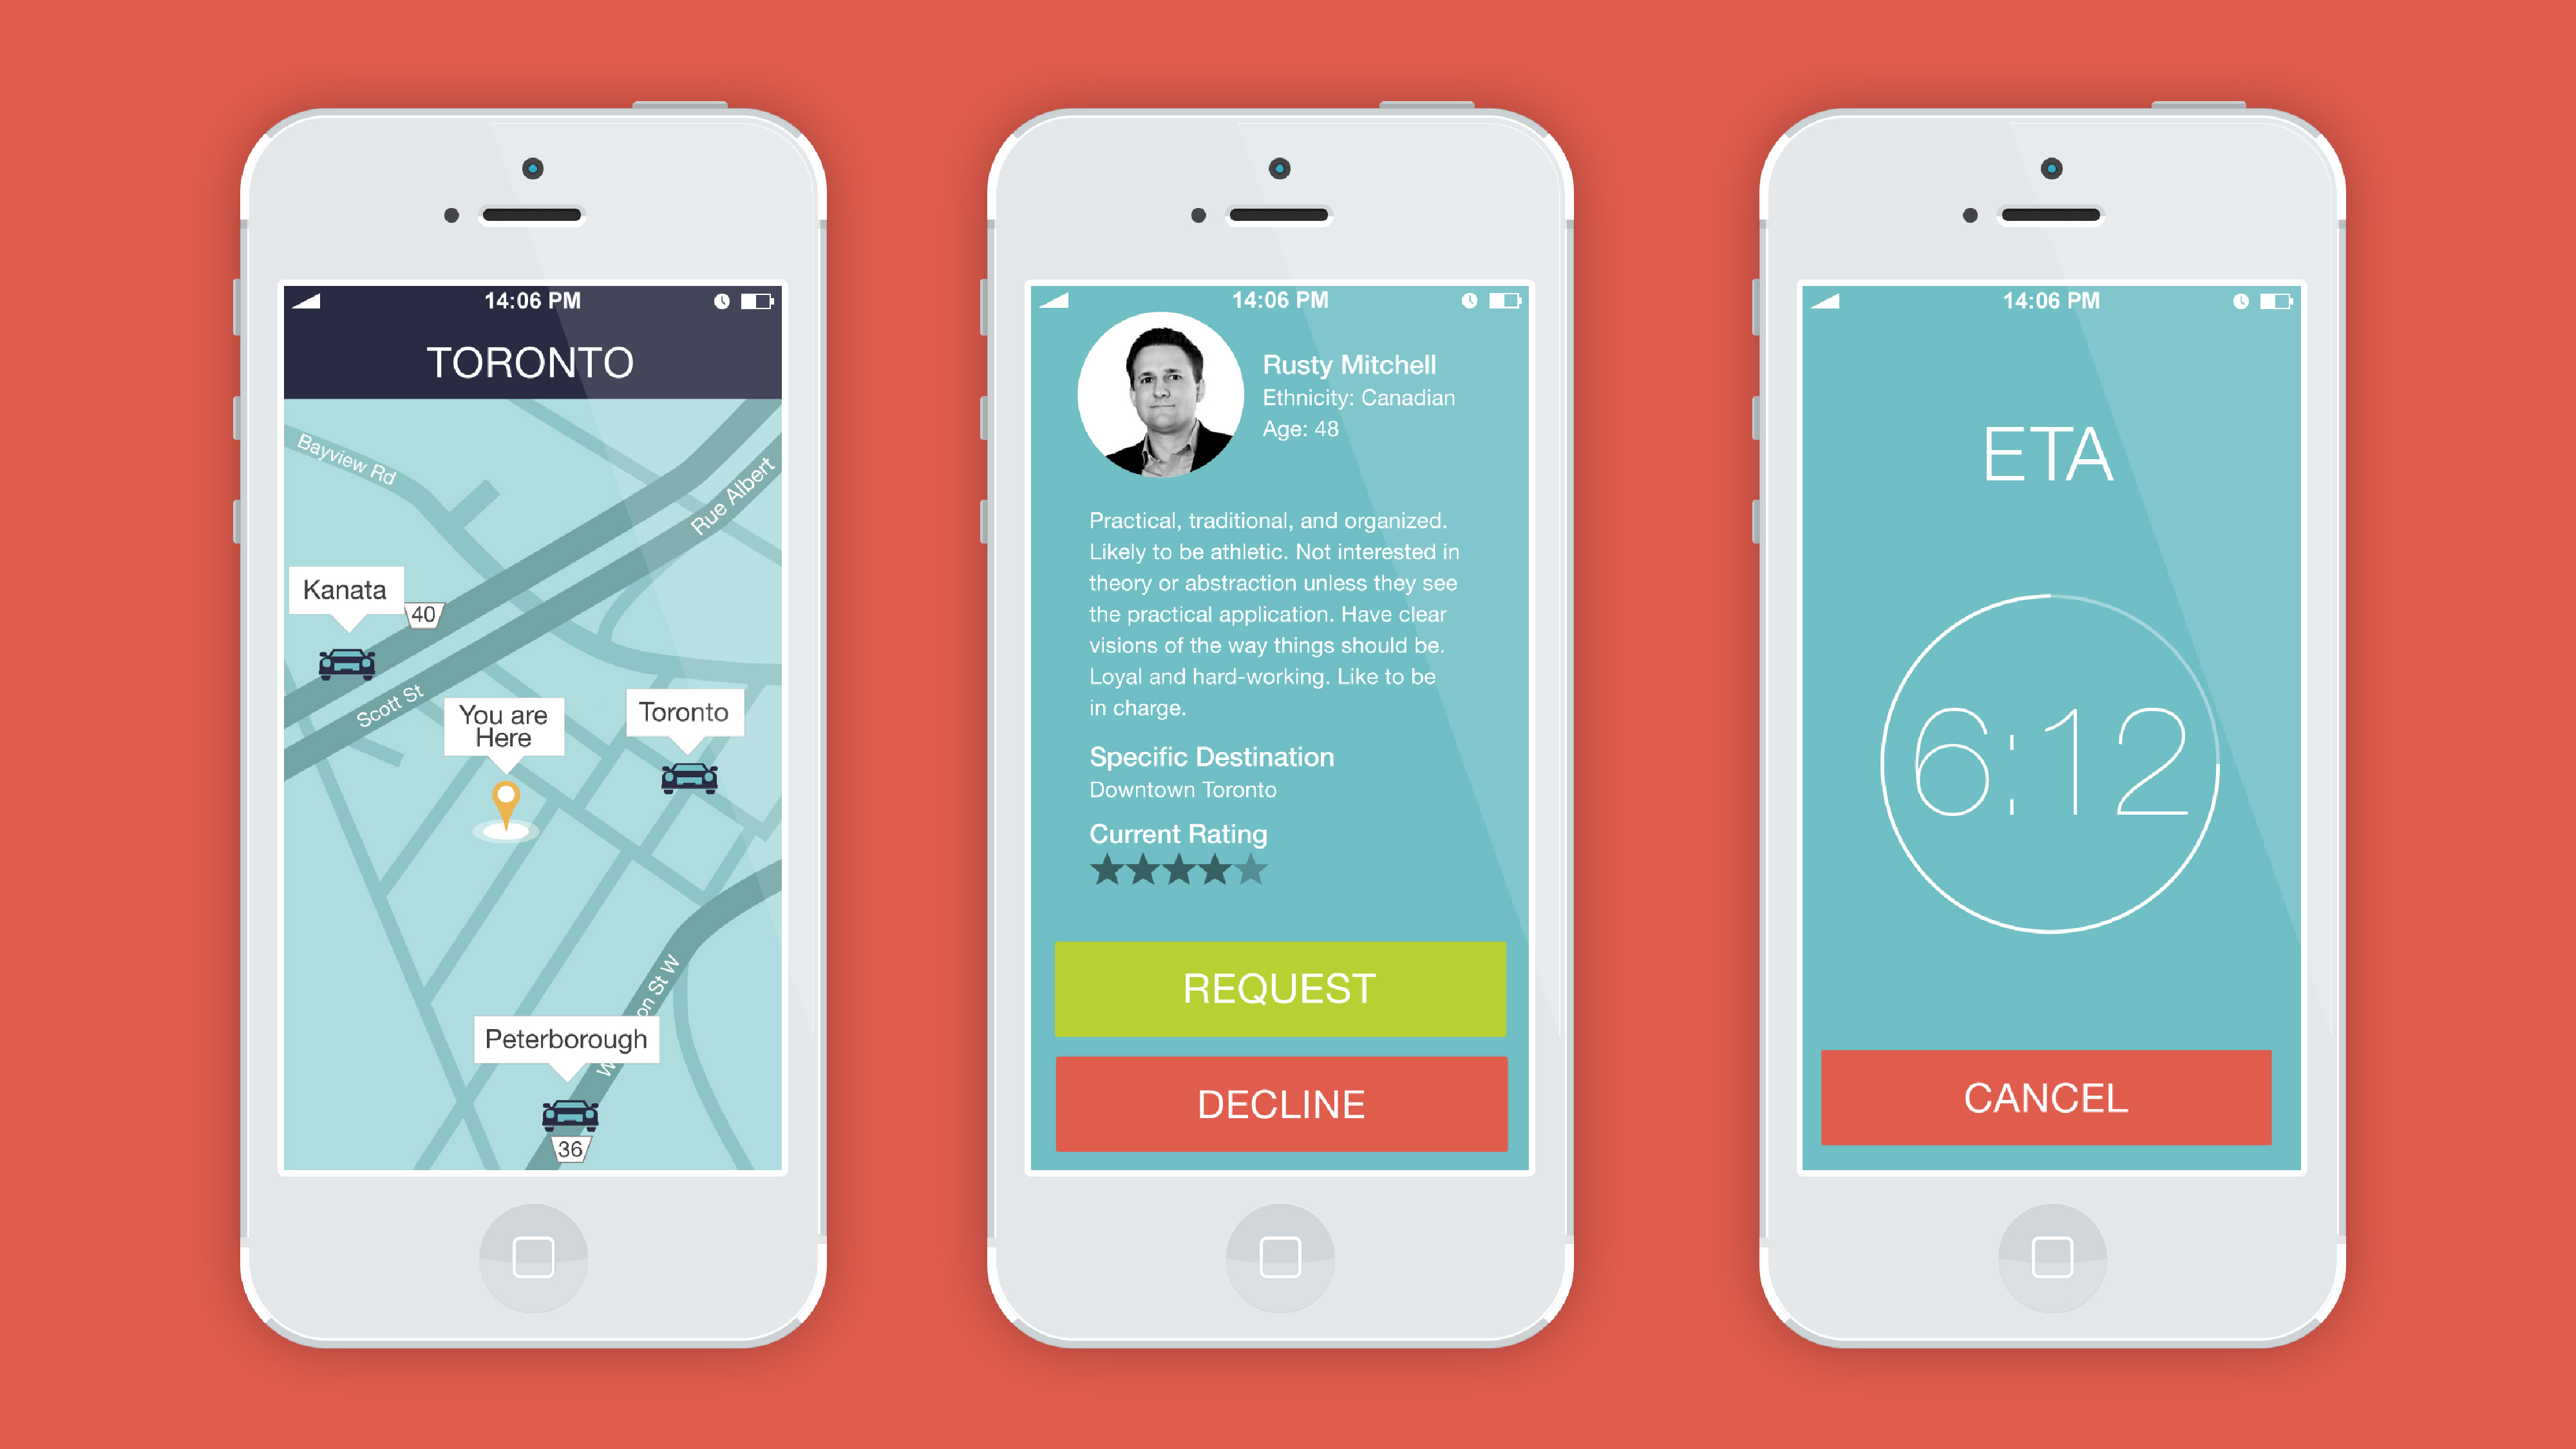 14:06 PM
TORONTO
Bayview Rd
Rue Albert
Kanata
40
Scott St
You are
Here
Toronto
on St W
Peterborough
W
36
14:06 PM
Rusty Mitchell
Ethnicity: Canadian
Age: 48
Practical, traditional, and organized.
Likely to be athletic. Not interested in
theory or abstraction unless they see
the practical application. Have clear
visions of the way things should be.
Loyal and hard-working. Like to be
in charge.
Specific Destination
Downtown Toronto
Current Rating
REQUEST
DECLINE
14:06 PM
ETA
6:12
CANCEL